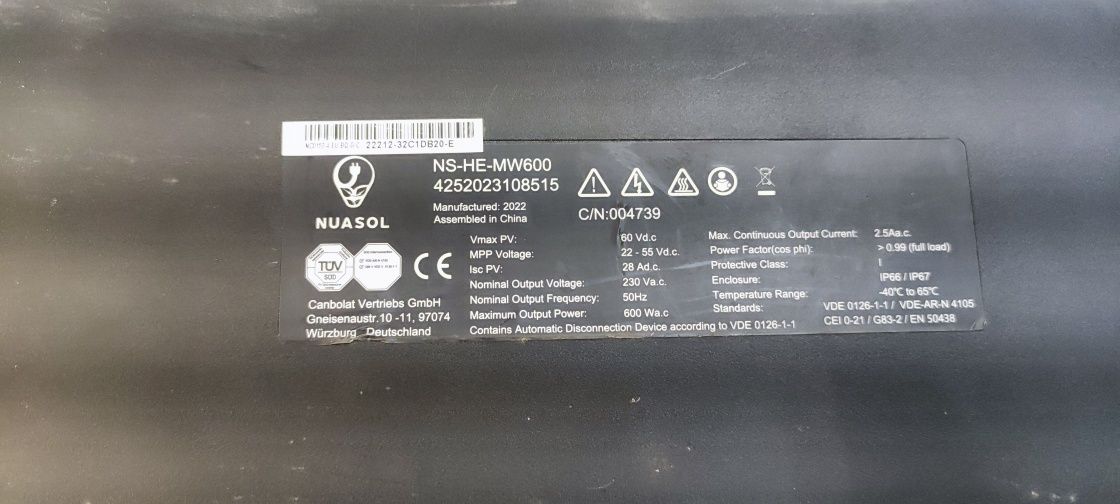 22212-32C1DB20-E
NUASOL
NS-HE-MW600
4252023108515
Manufactured: 2022
Assembled in China
C/N:004739
TÜV
SÜD
CE
Canbolat Vertriebs GmbH
Gneisenaustr.10 -11, 97074
Würzburg Deutschland
Vmax PV: 60 Vd.c
MPP Voltage: 22 - 55 Vd.c
Isc PV: 28 Ad.c
Nominal Output Voltage: 230 Va.c
Nominal Output Frequency: 50Hz
Maximum Output Power: 600 Wa.c
Contains Automatic Disconnection Device according to VDE 0126-1-1
Max. Continuous Output Current: 2.5Aa.c.
Power Factor(cos phi): > 0.99 (full load)
Protective Class: I
Enclosure: IP66 / IP67
Temperature Range: -40℃ to 65℃
Standards: VDE 0126-1-1 / VDE-AR-N 4105
CEI 0-21 / G83-2 / EN 50438